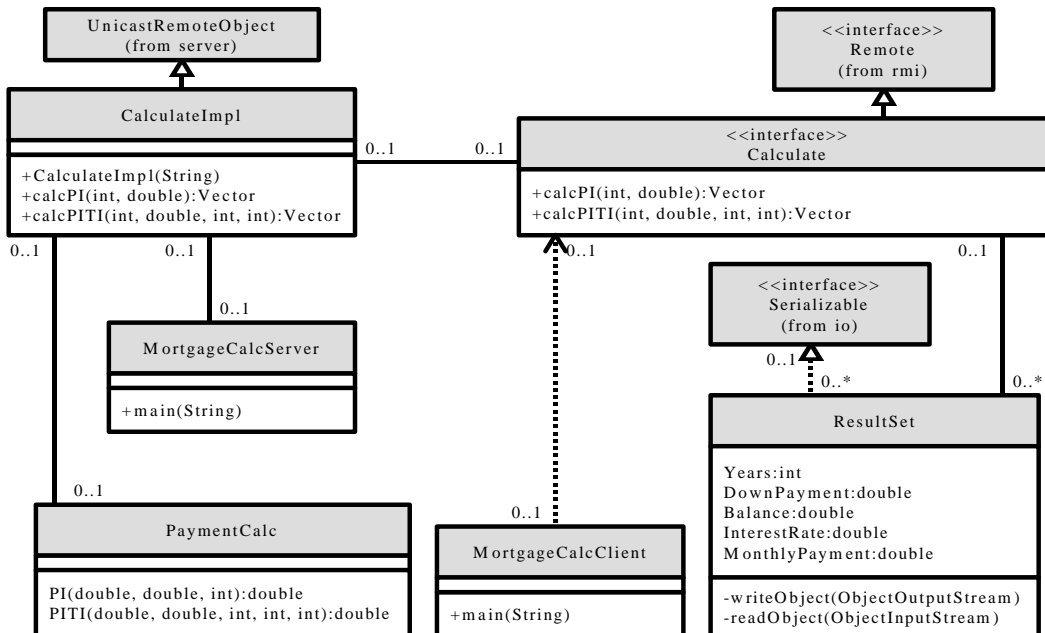 UnicastRemoteObject
(from server)
<<interface>>
Remote
(from rmi)
CalculateImpl
+CalculateImpl(String)
+calcPI(int, double):Vector
+calcPITI(int, double, int, int):Vector
0..1
0..1
<<interface>>
Calculate
+calcPI(int, double):Vector
+calcPITI(int, double, int, int):Vector
0..1
0..1
0..1
0..1
<<interface>>
Serializable
(from io)
0..1
MortgageCalcServer
+main(String)
0..1
0..*
0..*
ResultSet
Years:int
DownPayment:double
Balance:double
InterestRate:double
MonthlyPayment:double
-writeObject(ObjectOutputStream)
-readObject(ObjectInputStream)
0..1
PaymentCalc
PI(double, double, int):double
PITI(double, double, int, int, int):double
0..1
MortgageCalcClient
+main(String)